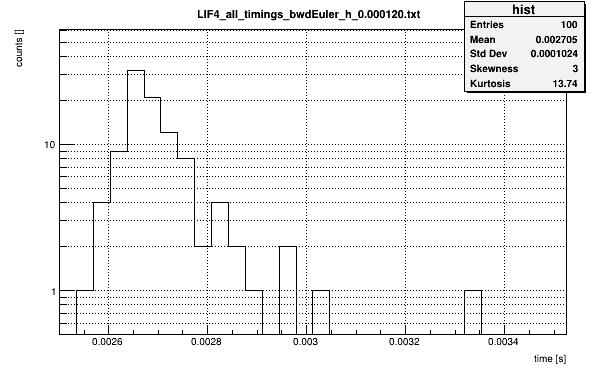 LIF4_all_timings_bwdEuler_h_0.000120.txt
hist
Entries 100
Mean 0.002705
Std Dev 0.0001024
Skewness 3
Kurtosis 13.74
counts []
10
1
0.0026 0.0028 0.003 0.0032 0.0034
time [s]